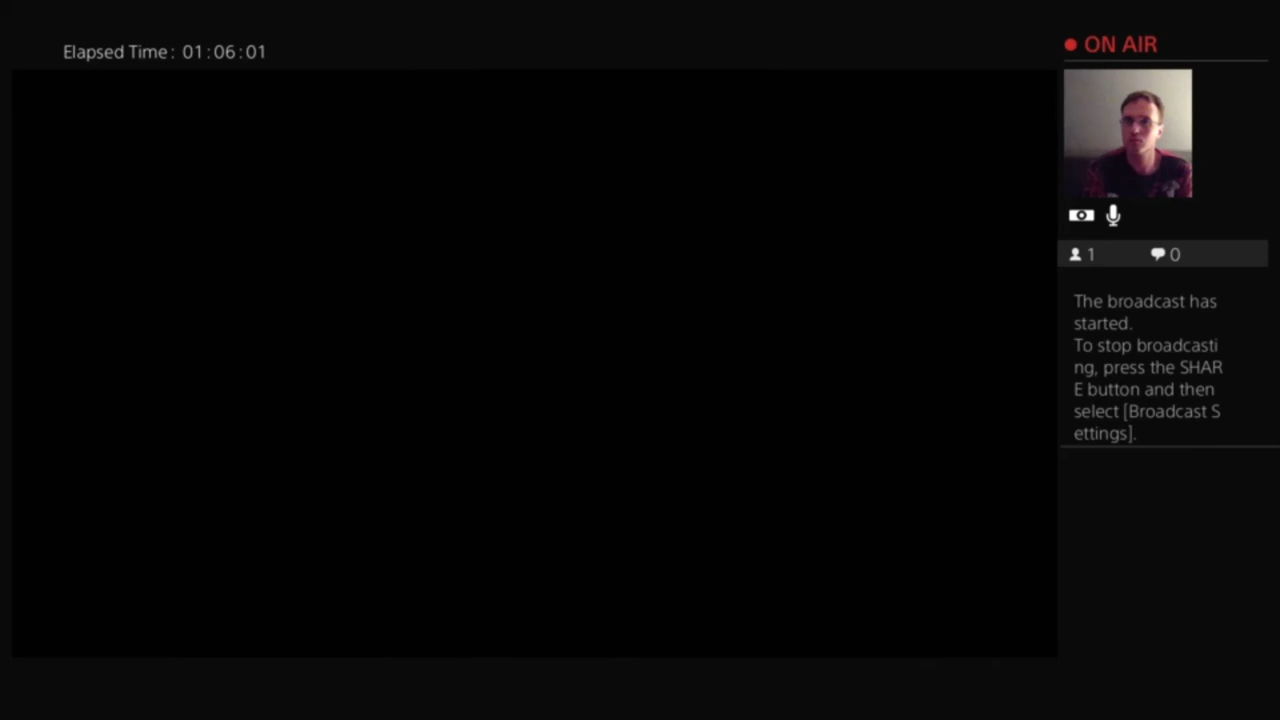 Elapsed Time: 01:06:01
ON AIR
1 0
The broadcast has
started.
To stop broadcasti
ng, press the SHAR
E button and then
select [Broadcast S
ettings].